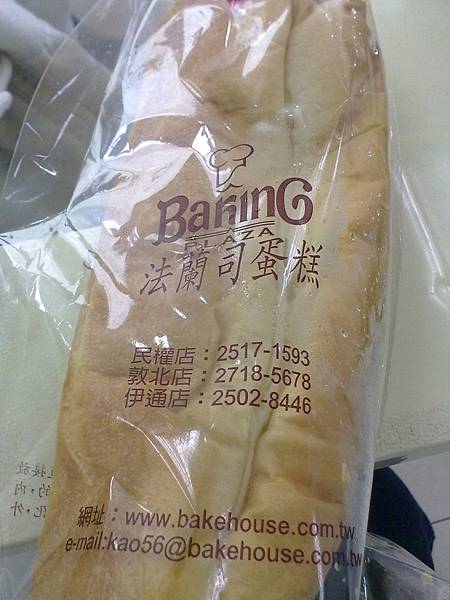 BakinG
PLAZA
法蘭司蛋糕
民權店：2517-1593
敦北店：2718-5678
伊通店：2502-8446
網址：www.bakehouse.com.tw
e-mail:kao56@bakehouse.com.tw